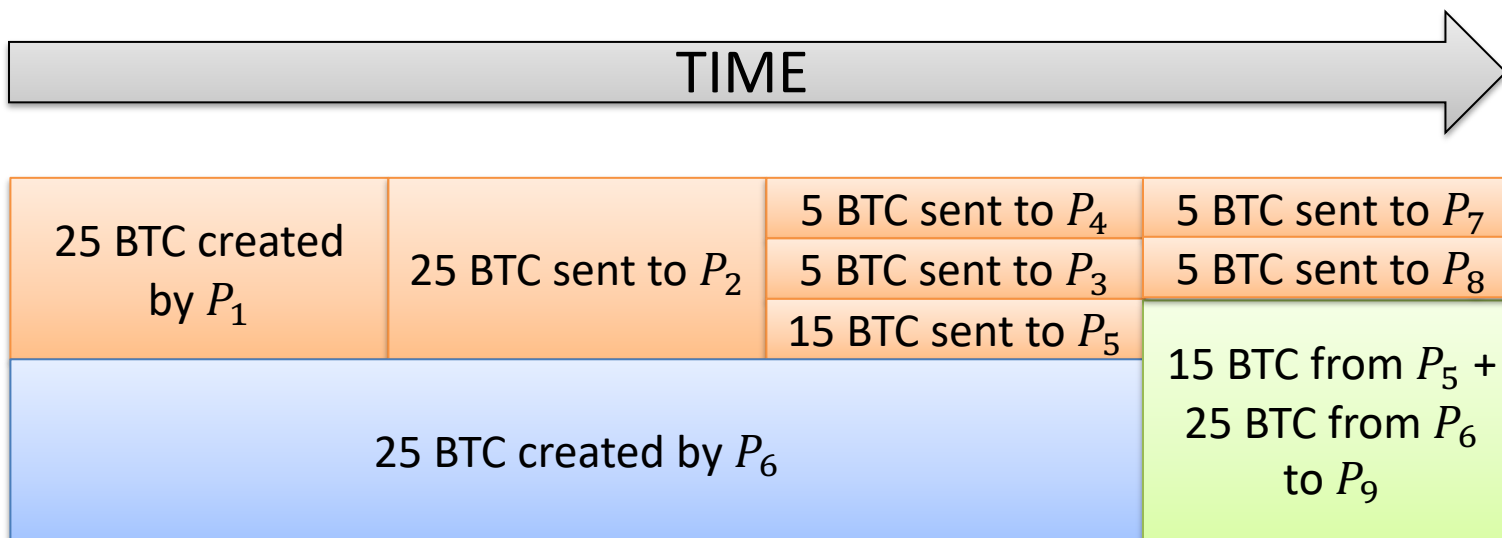 TIME
25 BTC created
by P₁
25 BTC sent to P₂
5 BTC sent to P₄
5 BTC sent to P₃
15 BTC sent to P₅
5 BTC sent to P₇
5 BTC sent to P₈
25 BTC created by P₆
15 BTC from P₅ +
25 BTC from P₆
to P₉